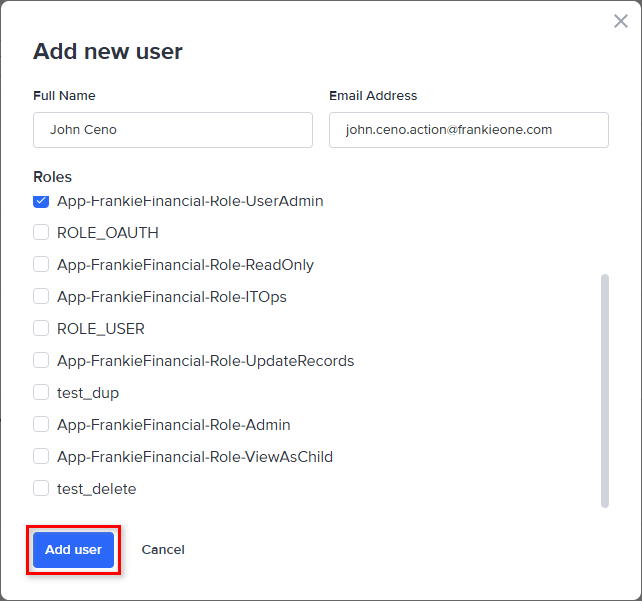 Add new user
Full Name
Email Address
John Ceno
john.ceno.action@frankieone.com
Roles
App-FrankieFinancial-Role-UserAdmin
ROLE_OAUTH
App-FrankieFinancial-Role-ReadOnly
App-FrankieFinancial-Role-ITOps
ROLE_USER
App-FrankieFinancial-Role-UpdateRecords
test_dup
App-FrankieFinancial-Role-Admin
App-FrankieFinancial-Role-ViewAsChild
test_delete
Add user
Cancel